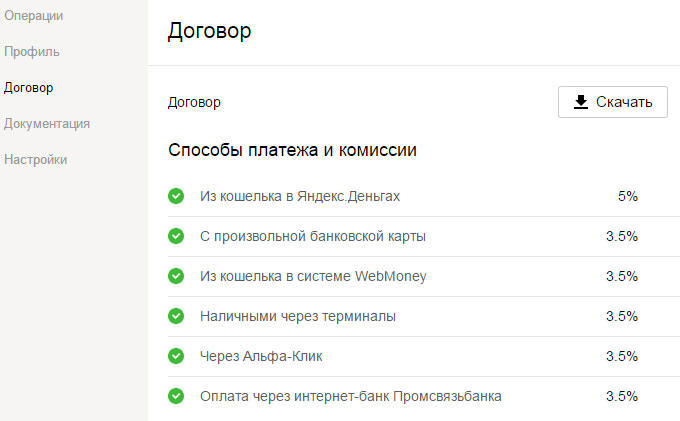 Операции
Профиль
Договор
Документация
Настройки
Договор
Договор
Скачать
Способы платежа и комиссии
Из кошелька в Яндекс.Деньгах 5%
С произвольной банковской карты 3.5%
Из кошелька в системе WebMoney 3.5%
Наличными через терминалы 3.5%
Через Альфа-Клик 3.5%
Оплата через интернет-банк Промсвязьбанка 3.5%